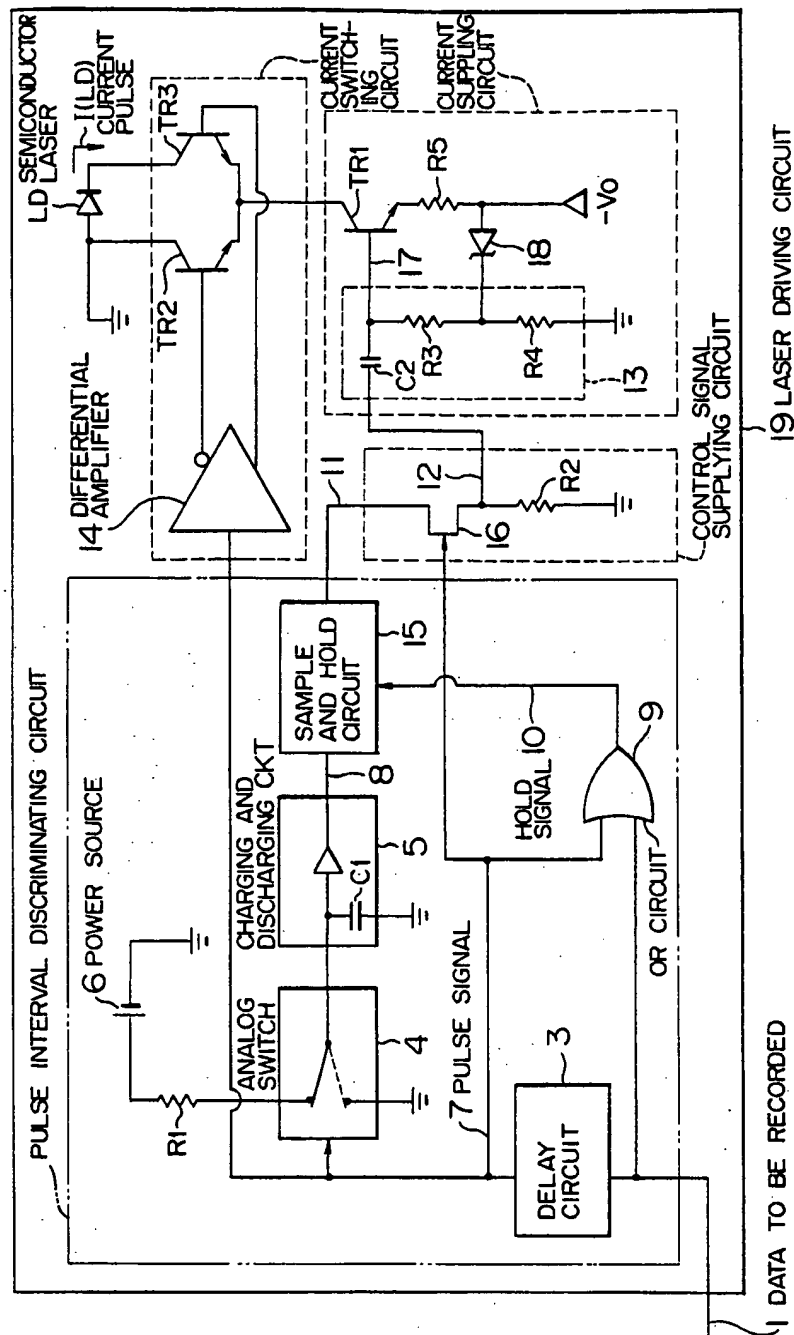 PULSE INTERVAL DISCRIMINATING CIRCUIT
6 POWER SOURCE
R1
ANALOG
SWITCH
4
CHARGING AND
DISCHARGING CKT
C1
5
8
SAMPLE
AND HOLD
CIRCUIT
15
7 PULSE SIGNAL
HOLD
SIGNAL 10
9
OR CIRCUIT
3
DELAY
CIRCUIT
1 DATA TO BE RECORDED
14 DIFFERENTIAL
AMPLIFIER
LD SEMICONDUCTOR
LASER
I(LD)
CURRENT
PULSE
TR2
TR3
CURRENT
SWITCH-
ING
CIRCUIT
CURRENT
SUPPLING
CIRCUIT
TR1
17
R5
18
-Vo
C2
R3
R4
13
11
12
16
R2
CONTROL SIGNAL
SUPPLYING CIRCUIT
19 LASER DRIVING CIRCUIT